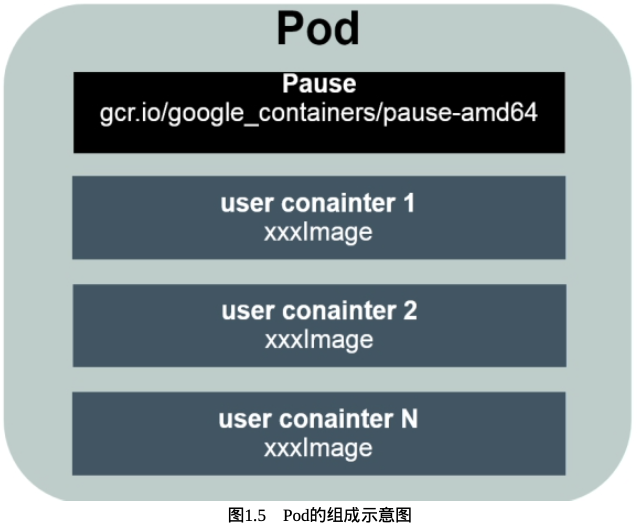 Pod
Pause
gcr.io/google_containers/pause-amd64
user conainter 1
xxxImage
user conainter 2
xxxImage
user conainter N
xxxImage
图1.5 Pod的组成示意图